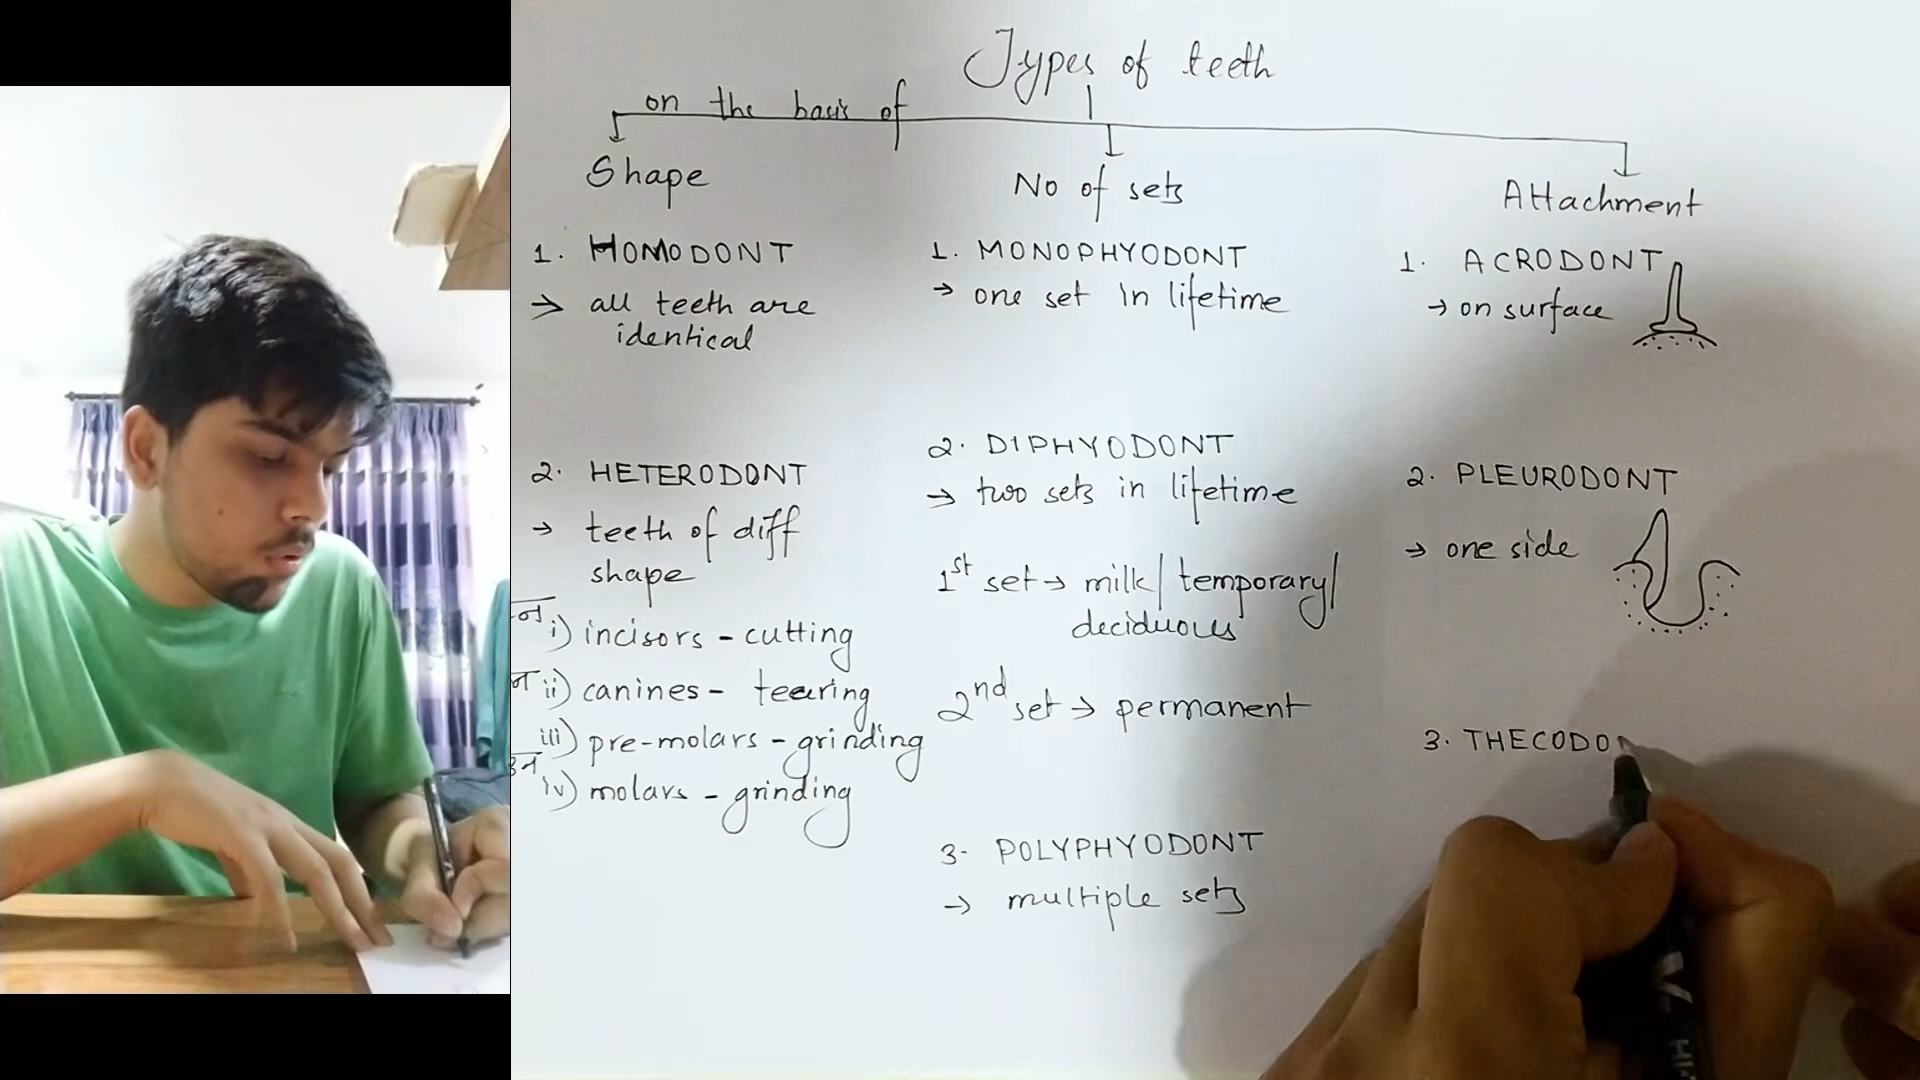 Types of teeth
on the basis of
Shape
1. HOMODONT
→ all teeth are
identical
2. HETERODONT
→ teeth of diff
shape
i) incisors - cutting
ii) canines - tearing
iii) pre-molars - grinding
iv) molars - grinding
No of sets
1. MONOPHYODONT
→ one set in lifetime
2. DIPHYODONT
→ two sets in lifetime
1st set → milk/temporary/
deciduous
2nd set → permanent
3. POLYPHYODONT
→ multiple sets
Attachment
1. ACRODONT
→ on surface
2. PLEURODONT
→ one side
3. THECODO